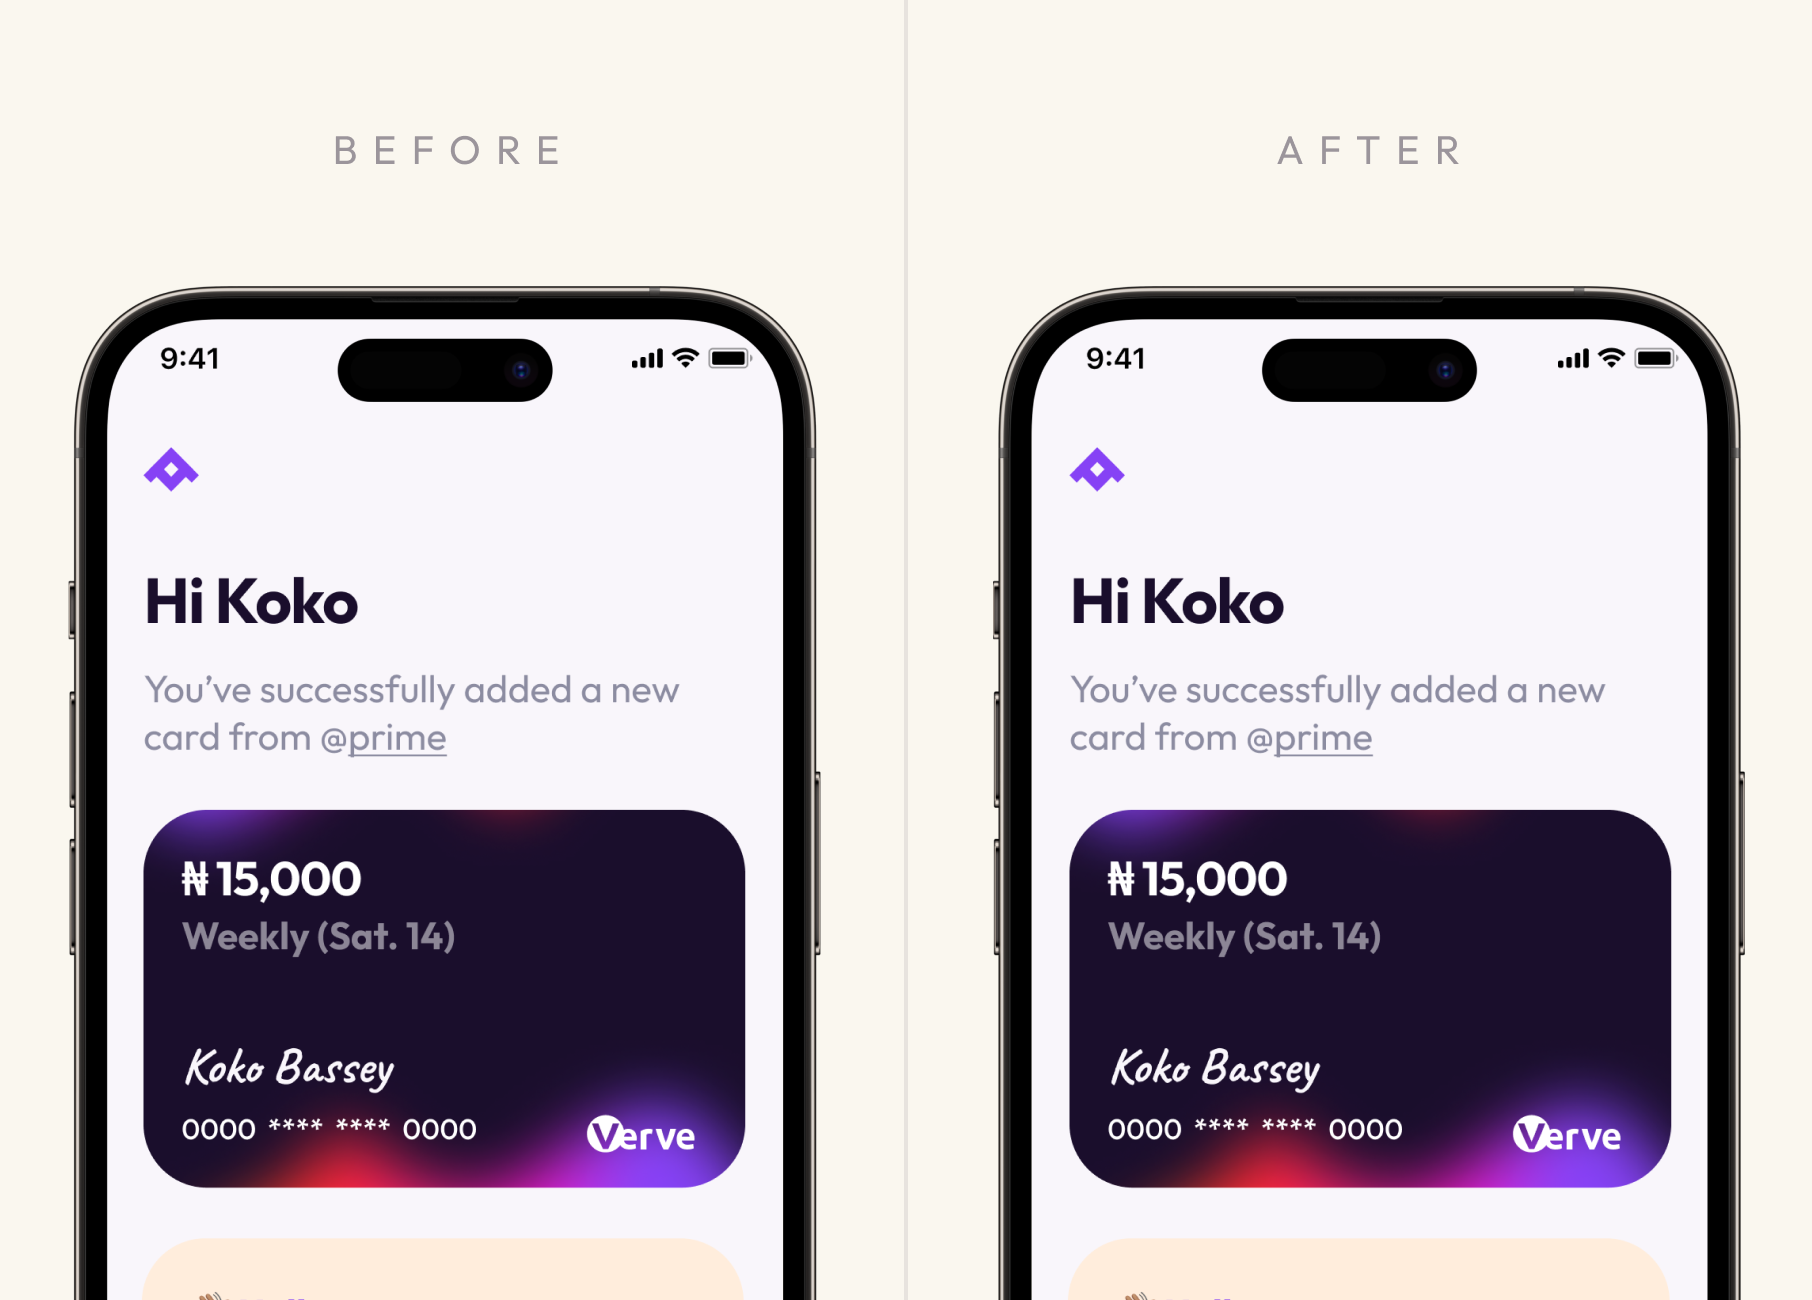 BEFORE
9:41
Hi Koko
You’ve successfully added a new
card from @prime
₦ 15,000
Weekly (Sat. 14)
Koko Bassey
0000 **** **** 0000
Verve
AFTER
9:41
Hi Koko
You’ve successfully added a new
card from @prime
₦ 15,000
Weekly (Sat. 14)
Koko Bassey
0000 **** **** 0000
Verve